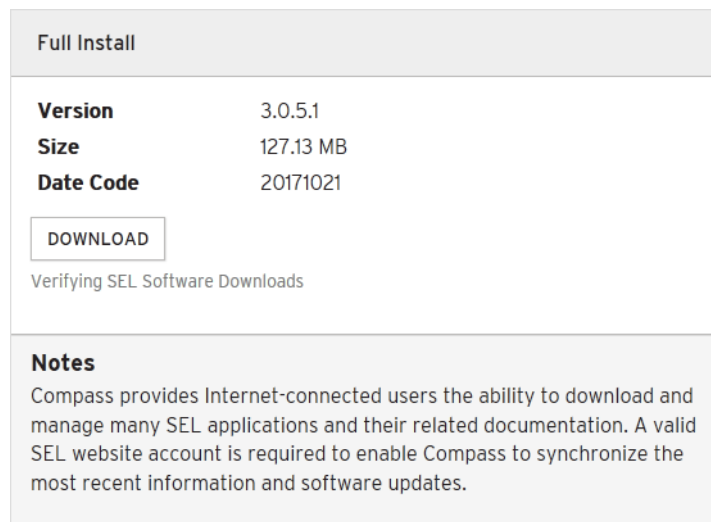 Full Install
Version 3.0.5.1
Size 127.13 MB
Date Code 20171021
DOWNLOAD
Verifying SEL Software Downloads
Notes
Compass provides Internet-connected users the ability to download and
manage many SEL applications and their related documentation. A valid
SEL website account is required to enable Compass to synchronize the
most recent information and software updates.